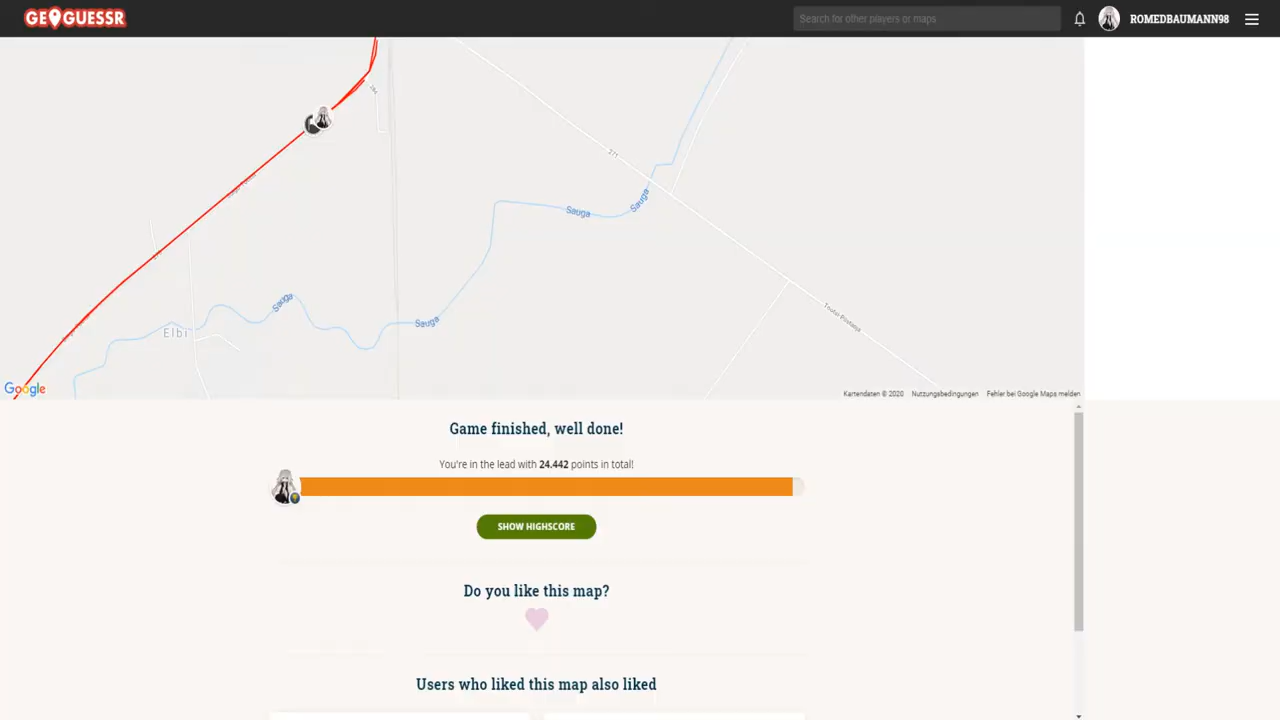 GEOGUESSR
Search for other players or maps
ROMEDBAUMANN98
271
Sauga
Sauga
Sauga
Sauga
Elbi
Google
Kartendaten © 2020 Nutzungsbedingungen Fehler bei Google Maps melden
Game finished, well done!
You're in the lead with 24.442 points in total!
SHOW HIGHSCORE
Do you like this map?
Users who liked this map also liked